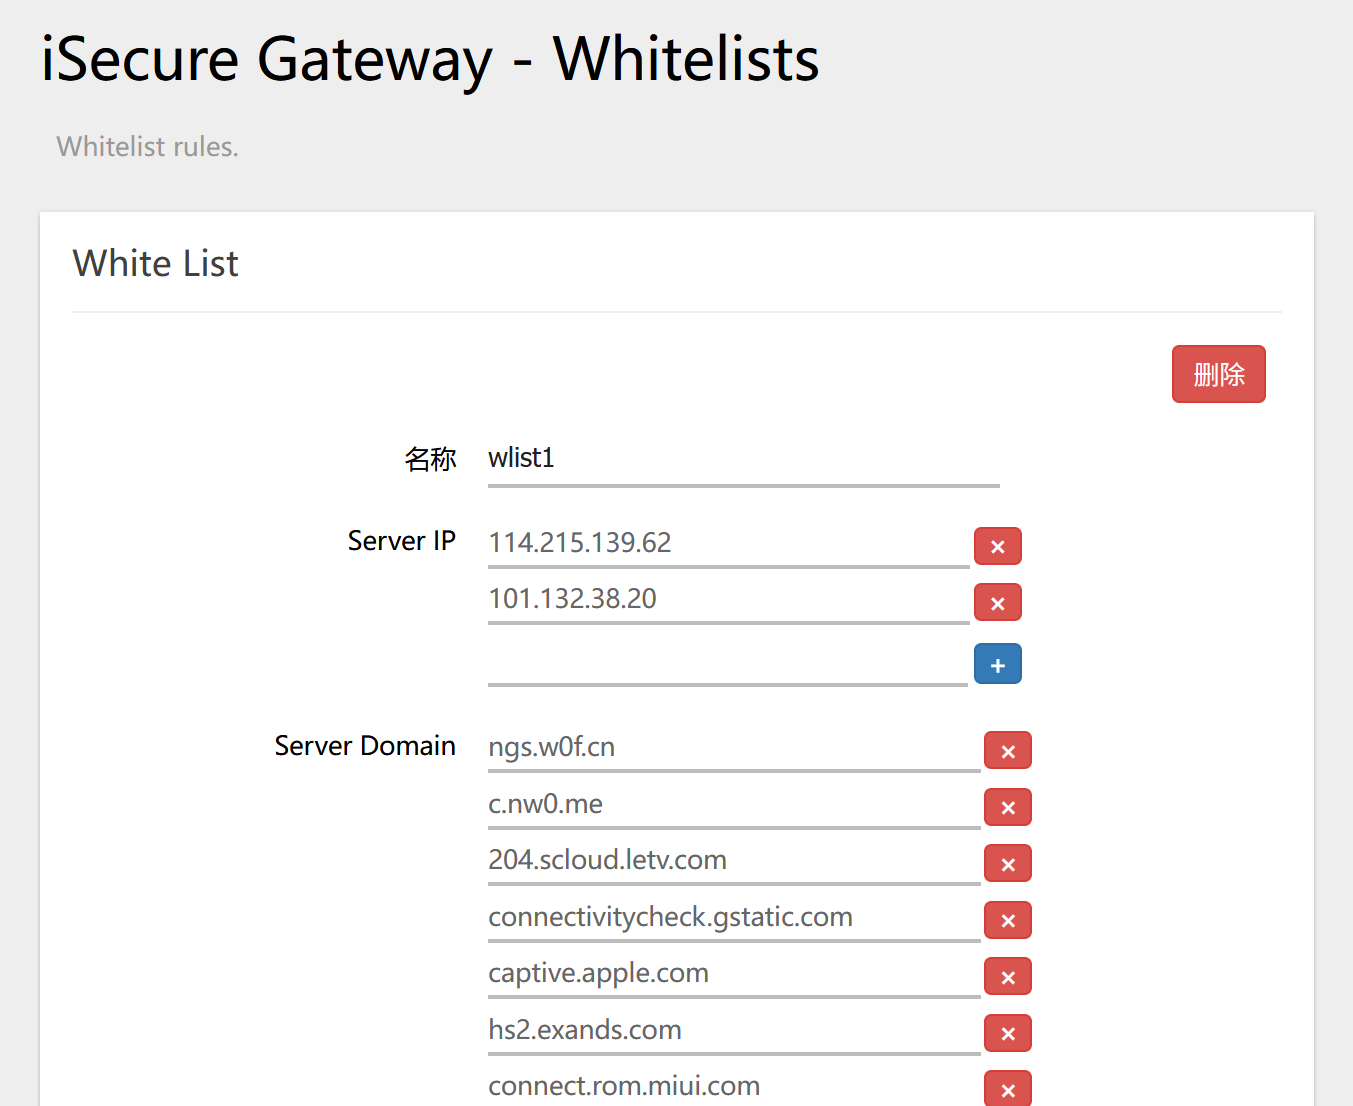 iSecure Gateway - Whitelists
Whitelist rules.
White List
删除
名称 wlist1
Server IP 114.215.139.62
101.132.38.20
Server Domain ngs.w0f.cn
c.nw0.me
204.scloud.letv.com
connectivitycheck.gstatic.com
captive.apple.com
hs2.exands.com
connect.rom.miui.com